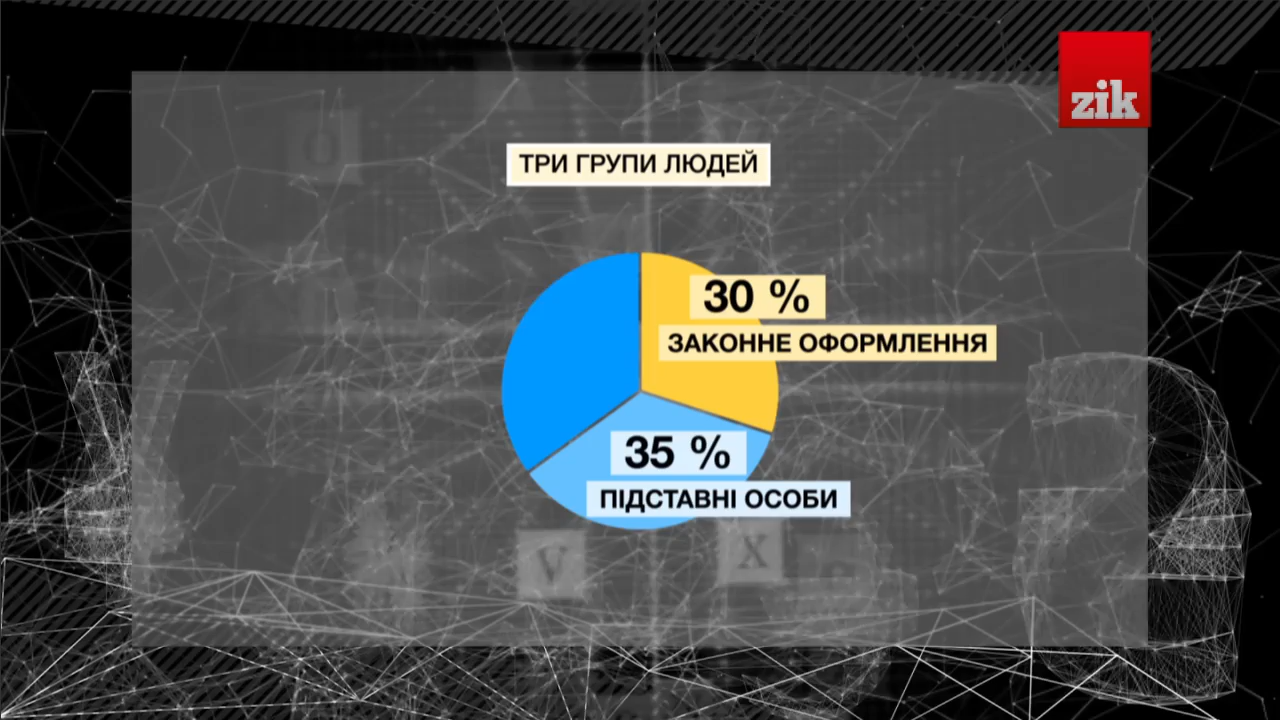 zik
ТРИ ГРУПИ ЛЮДЕЙ
30 %
ЗАКОННЕ ОФОРМЛЕННЯ
35 %
ПІДСТАВНІ ОСОБИ
V
X